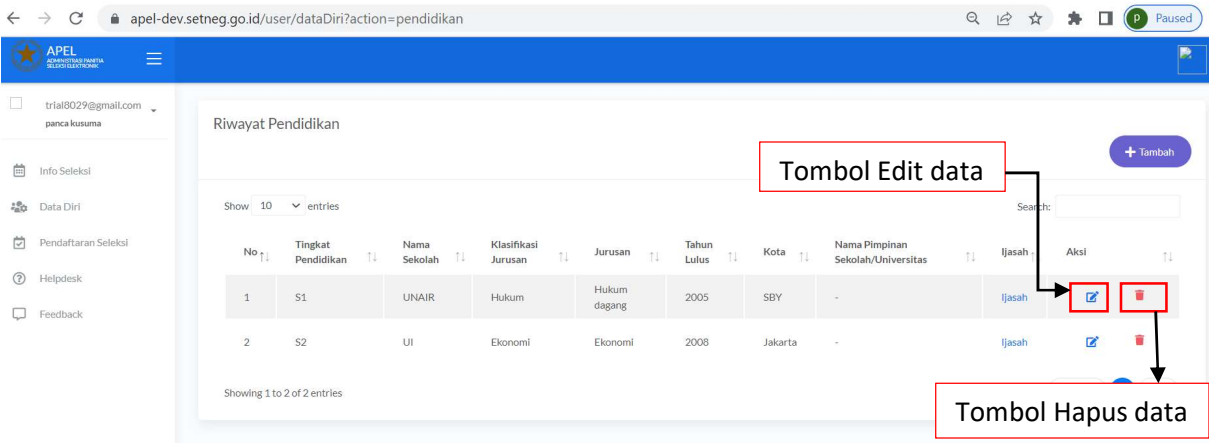 apel-dev.setneg.go.id/user/dataDiri?action=pendidikan
P Paused
APEL
ADMINISTRASI PANITIA
SELEKSI ELEKTRONIK
trial8029@gmail.com
panca kusuma
Info Seleksi
Data Diri
Pendaftaran Seleksi
Helpdesk
Feedback
Riwayat Pendidikan
+ Tambah
Tombol Edit data
Show 10 entries
Search:
No Tingkat Pendidikan Nama Sekolah Klasifikasi Jurusan Jurusan Tahun Lulus Kota Nama Pimpinan Sekolah/Universitas Ijasah Aksi
1 S1 UNAIR Hukum Hukum dagang 2005 SBY - Ijasah
2 S2 UI Ekonomi Ekonomi 2008 Jakarta - Ijasah
Showing 1 to 2 of 2 entries
Tombol Hapus data